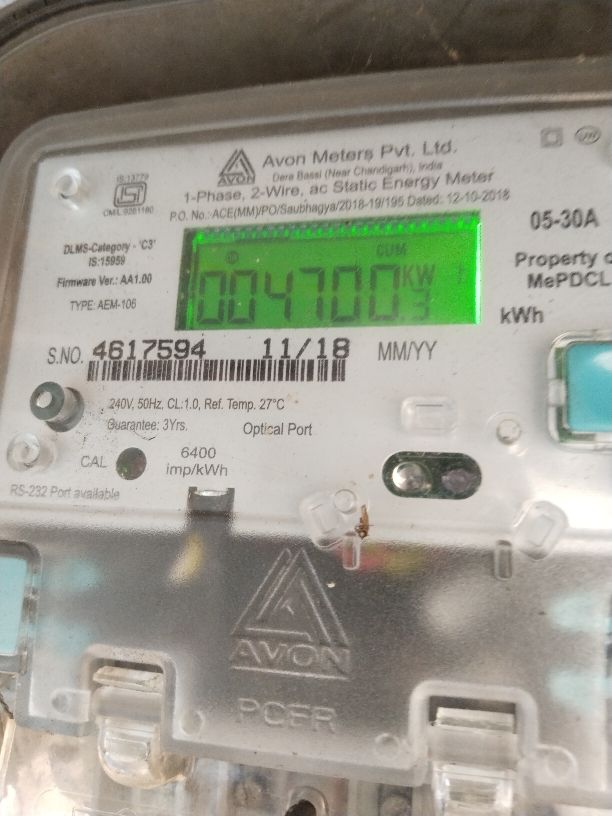 AVON
Avon Meters Pvt. Ltd.
Dera Bassi (Near Chandigarh), India
1-Phase, 2-Wire, ac Static Energy Meter
P.O. No.: ACE(MM)/PO/Saubhagya/2018-19/195 Dated: 12-10-2018
IS:13779
ISI
DLMS-Category - 'C3'
IS:15959
Firmware Ver.: AA1.00
TYPE: AEM-106
CUM
004700.3 KW
05-30A
Property
MePDCL
kWh
S.NO. 4617594 11/18 MM/YY
240V, 50Hz, CL:1.0, Ref. Temp. 27°C
Guarantee: 3Yrs. Optical Port
CAL 6400
imp/kWh
RS-232 Port available
AVON